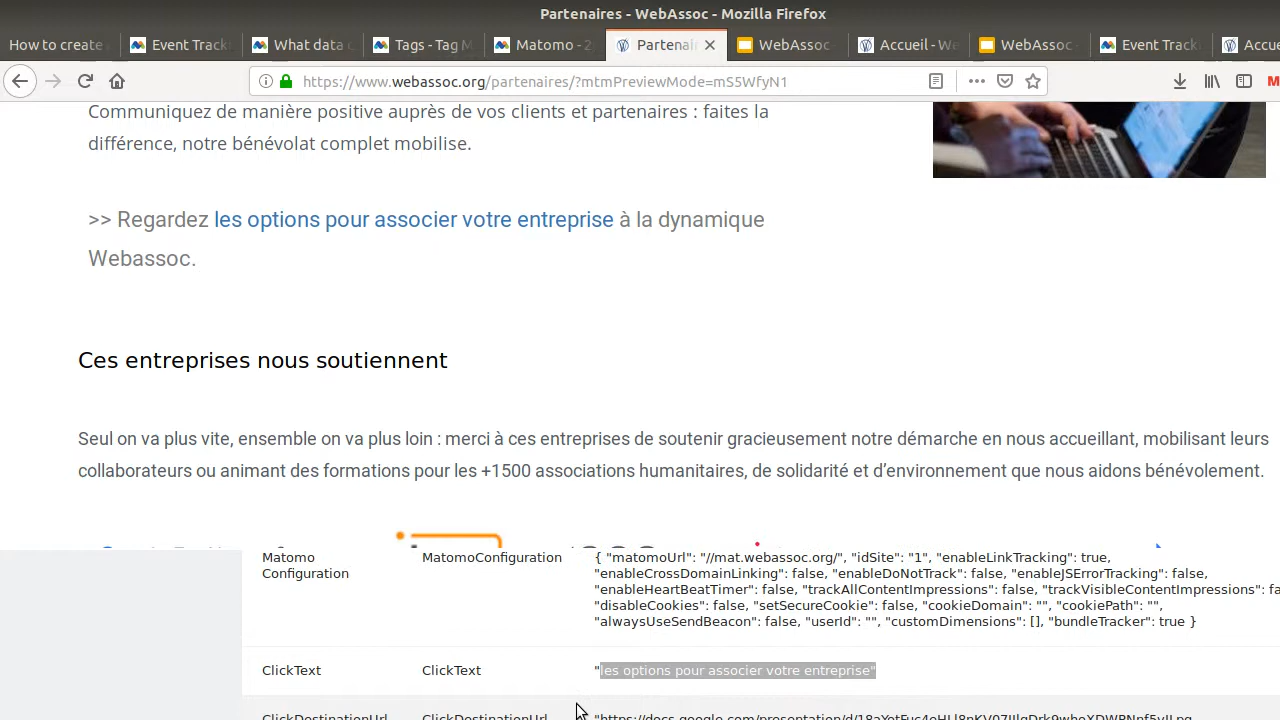 Partenaires - WebAssoc - Mozilla Firefox
How to create Event Track What data c Tags - Tag M Matomo - 2 Partenai WebAssoc Accueil - We WebAssoc Event Track Accue
https://www.webassoc.org/partenaires/?mtmPreviewMode=mS5WfyN1
Communiquez de manière positive auprès de vos clients et partenaires : faites la
différence, notre bénévolat complet mobilise.
>> Regardez les options pour associer votre entreprise à la dynamique
Webassoc.
Ces entreprises nous soutiennent
Seul on va plus vite, ensemble on va plus loin : merci à ces entreprises de soutenir gracieusement notre démarche en nous accueillant, mobilisant leurs
collaborateurs ou animant des formations pour les +1500 associations humanitaires, de solidarité et d’environnement que nous aidons bénévolement.
Matomo Configuration MatomoConfiguration { "matomoUrl": "//mat.webassoc.org/", "idSite": "1", "enableLinkTracking": true,
"enableCrossDomainLinking": false, "enableDoNotTrack": false, "enableJSErrorTracking": false,
"enableHeartBeatTimer": false, "trackAllContentImpressions": false, "trackVisibleContentImpressions": fa
"disableCookies": false, "setSecureCookie": false, "cookieDomain": "", "cookiePath": "",
"alwaysUseSendBeacon": false, "userId": "", "customDimensions": [], "bundleTracker": true }
ClickText ClickText "les options pour associer votre entreprise"
ClickDestinationUrl ClickDestinationUrl